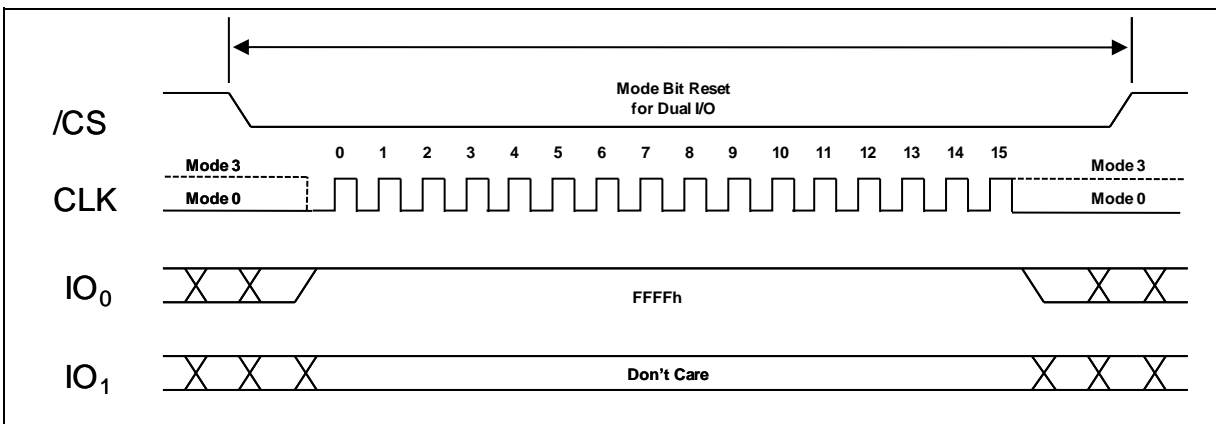 Mode Bit Reset
for Dual I/O
/CS
0 1 2 3 4 5 6 7 8 9 10 11 12 13 14 15
Mode 3 Mode 3
CLK
Mode 0 Mode 0
IO0
FFFFh
IO1
Don't Care